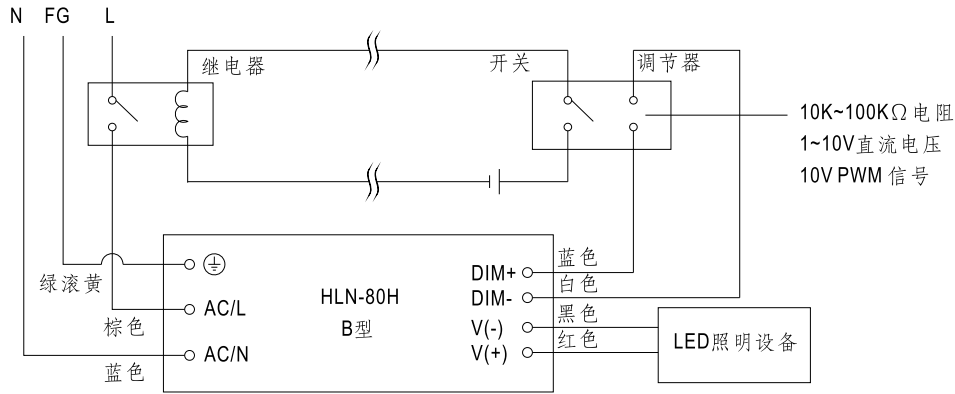 N FG L
继电器
开关
调节器
10K~100KΩ电阻
1~10V直流电压
10V PWM 信号
绿滚黄
棕色
AC/L
蓝色
AC/N
HLN-80H
B型
DIM+ 蓝色
DIM- 白色
V(-) 黑色
V(+) 红色
LED照明设备